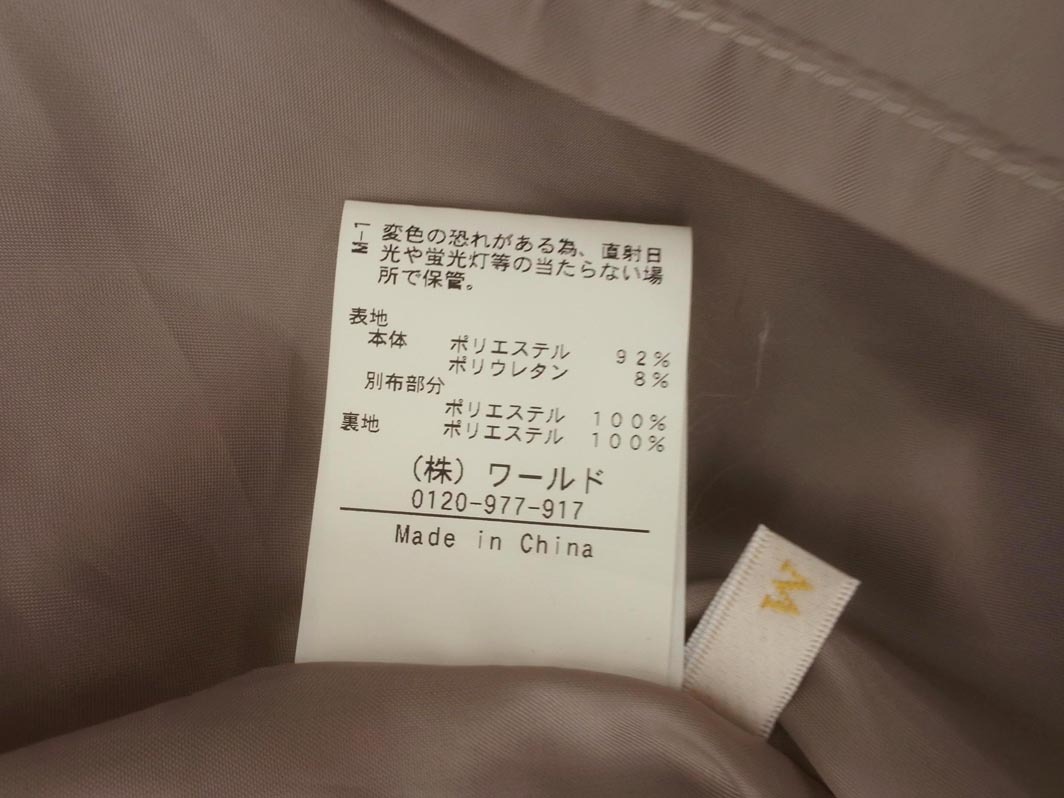 M-1
変色の恐れがある為、直射日
光や蛍光灯等の当たらない場
所で保管。
表地
本体 ポリエステル 92%
ポリウレタン 8%
別布部分
ポリエステル 100%
裏地 ポリエステル 100%
(株) ワールド
0120-977-917
Made in China
M